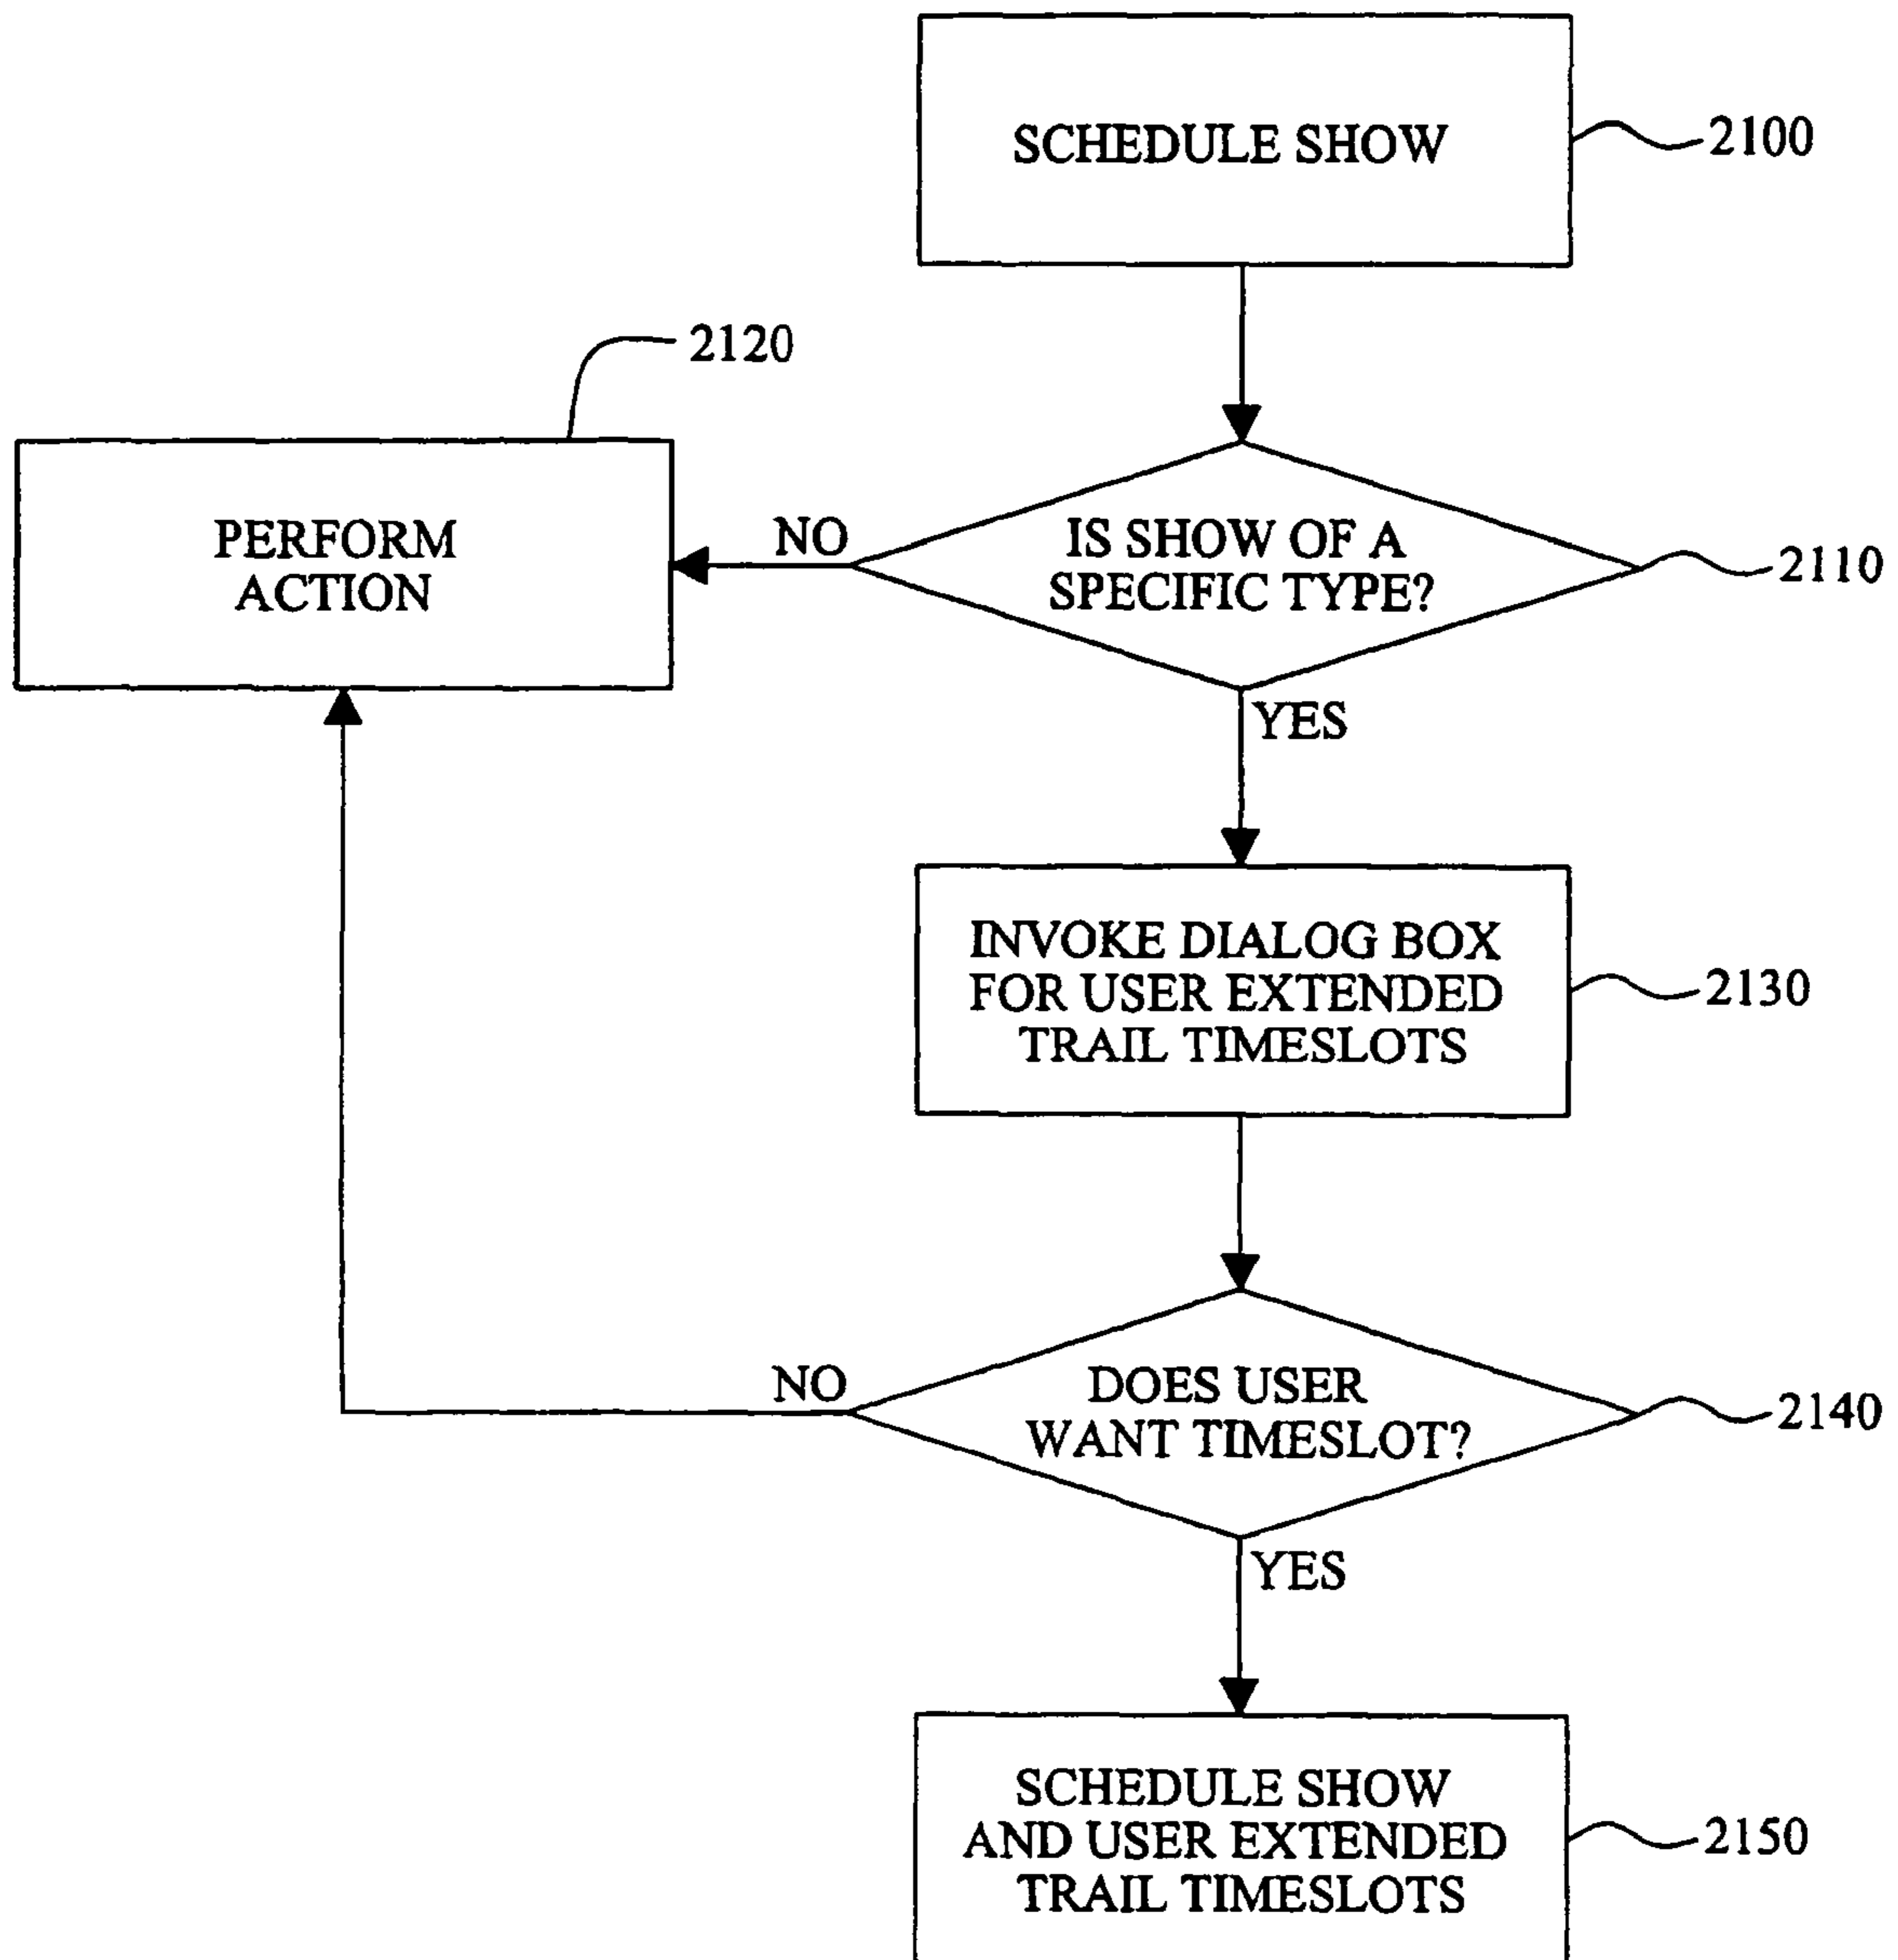 SCHEDULE SHOW
2100
2120
PERFORM
ACTION
NO
IS SHOW OF A
SPECIFIC TYPE?
2110
YES
INVOKE DIALOG BOX
FOR USER EXTENDED
TRAIL TIMESLOTS
2130
NO
DOES USER
WANT TIMESLOT?
2140
YES
SCHEDULE SHOW
AND USER EXTENDED
TRAIL TIMESLOTS
2150